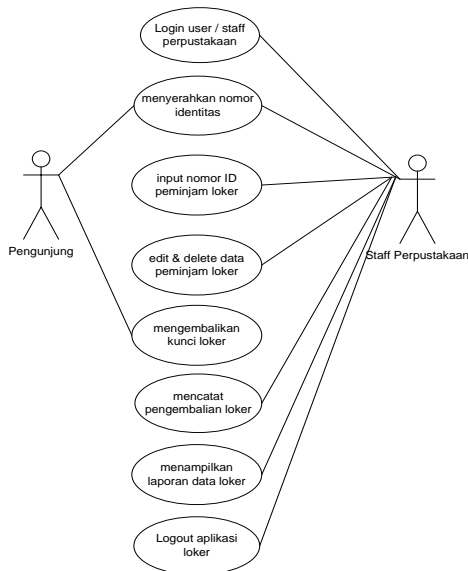 Login user / staff
perpustakaan
menyerahkan nomor
identitas
input nomor ID
peminjam loker
Pengunjung
Staff Perpustakaan
edit & delete data
peminjam loker
mengembalikan
kunci loker
mencatat
pengembalian loker
menampilkan
laporan data loker
Logout aplikasi
loker